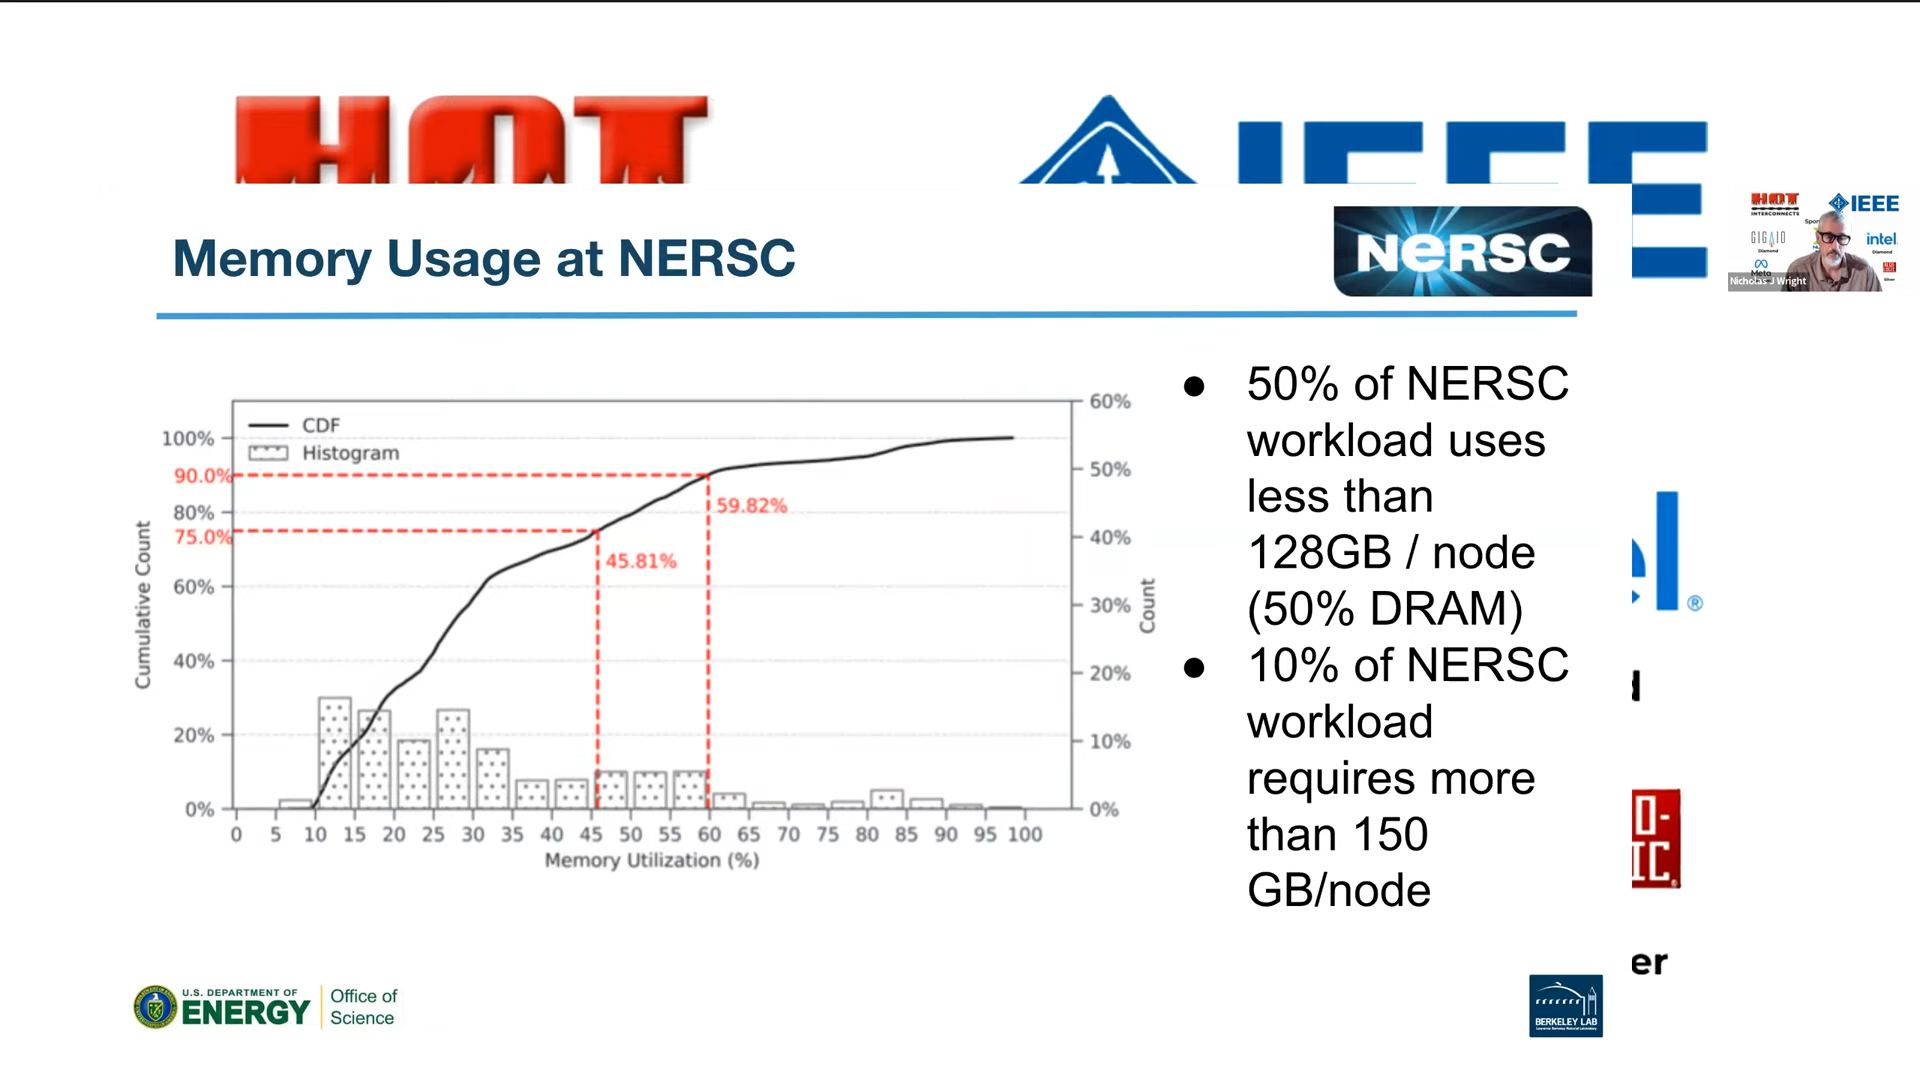 HOT
IEEE
Memory Usage at NERSC
NERSC
HOT
INTERCONNECTS
IEEE
GIGAIO
Diamond
intel
Diamond
Meta
Nicholas J Wright
CDF
Histogram
Cumulative Count
100%
90.0%
80%
75.0%
60%
40%
20%
0%
59.82%
45.81%
60%
50%
40%
30%
20%
10%
0%
Count
0 5 10 15 20 25 30 35 40 45 50 55 60 65 70 75 80 85 90 95 100
Memory Utilization (%)
● 50% of NERSC
workload uses
less than
128GB / node
(50% DRAM)
● 10% of NERSC
workload
requires more
than 150
GB/node
el®
O-
IC.
er
U.S. DEPARTMENT OF
ENERGY
Office of
Science
BERKELEY LAB